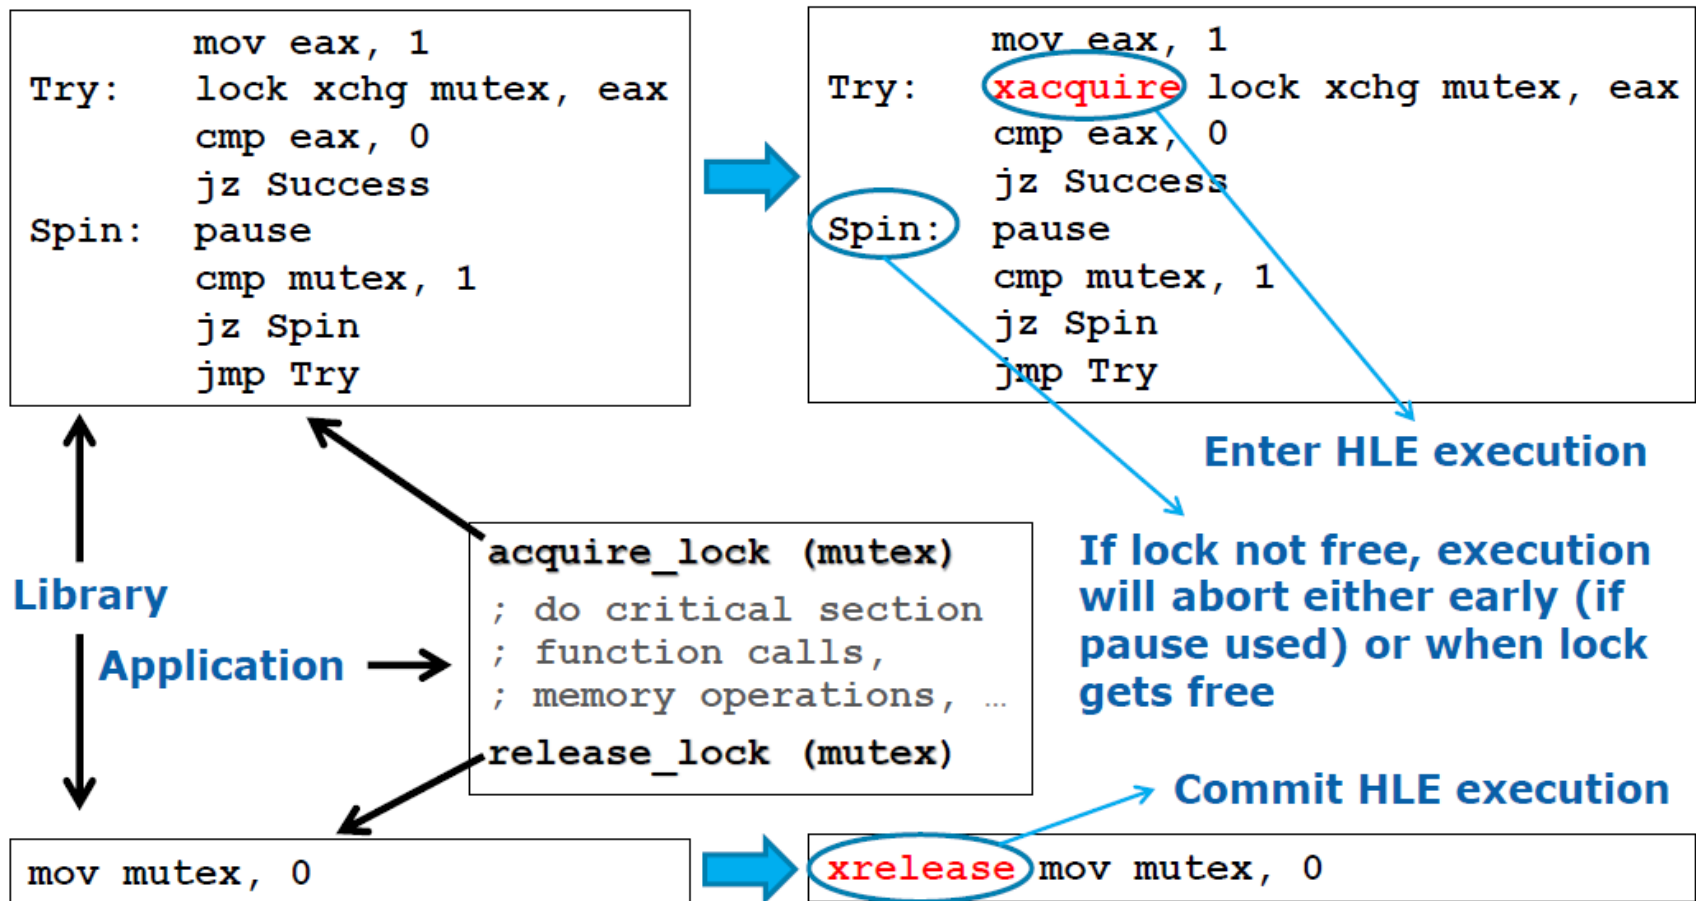 mov eax, 1
Try: lock xchg mutex, eax
cmp eax, 0
jz Success
Spin: pause
cmp mutex, 1
jz Spin
jmp Try
mov eax, 1
Try: xacquire lock xchg mutex, eax
cmp eax, 0
jz Success
Spin: pause
cmp mutex, 1
jz Spin
jmp Try
Enter HLE execution
If lock not free, execution
will abort either early (if
pause used) or when lock
gets free
Library
Application
acquire_lock (mutex)
; do critical section
; function calls,
; memory operations, …
release_lock (mutex)
Commit HLE execution
mov mutex, 0
xrelease mov mutex, 0